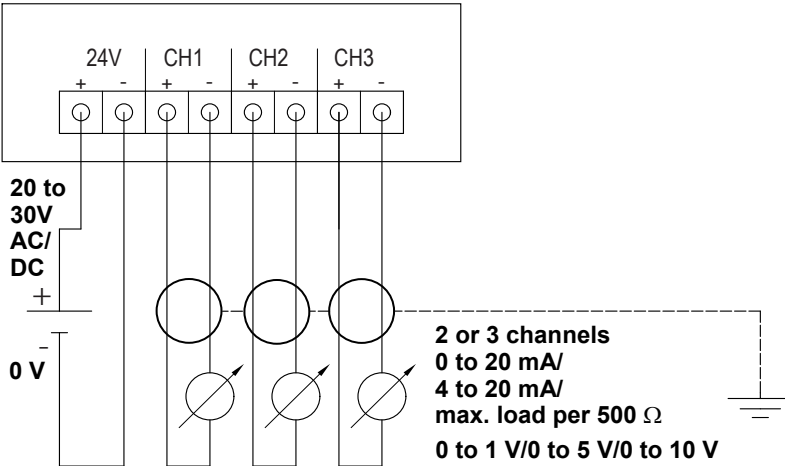 24V CH1 CH2 CH3
+ - + - + - + -
20 to
30V
AC/
DC
+
-
0 V
2 or 3 channels
0 to 20 mA/
4 to 20 mA/
max. load per 500 Ω
0 to 1 V/0 to 5 V/0 to 10 V